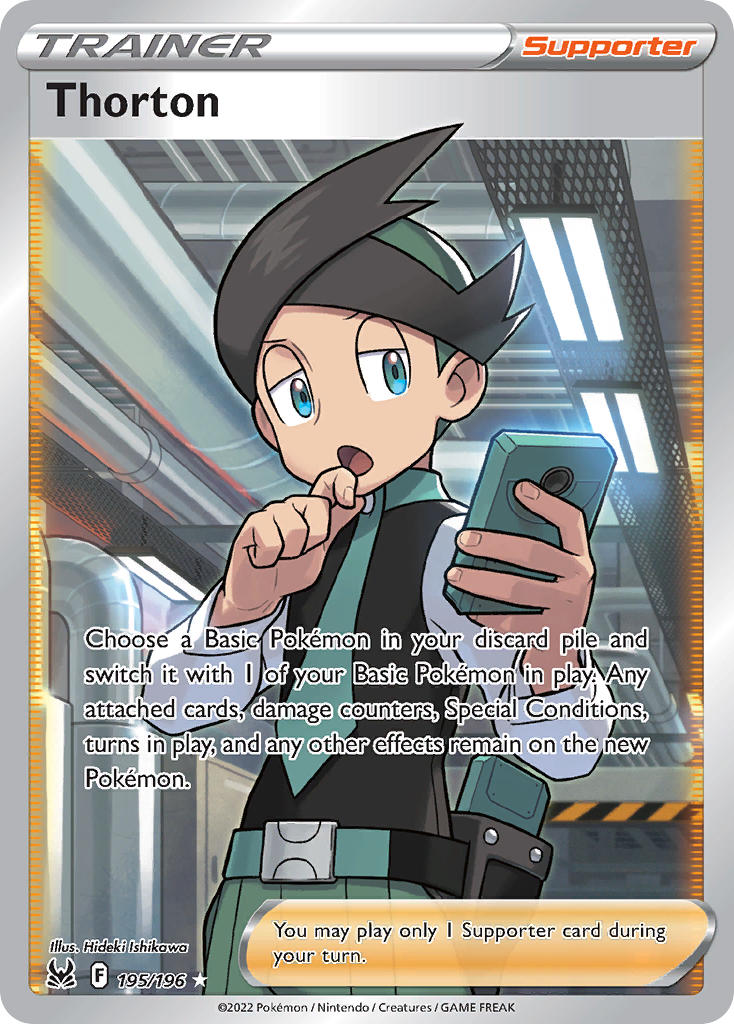 TRAINER Supporter
Thorton
Choose a Basic Pokémon in your discard pile and
switch it with 1 of your Basic Pokémon in play. Any
attached cards, damage counters, Special Conditions,
turns in play, and any other effects remain on the new
Pokémon.
You may play only 1 Supporter card during
your turn.
Illus. Hideki Ishikawa
F 195/196 ★
©2022 Pokémon / Nintendo / Creatures / GAME FREAK